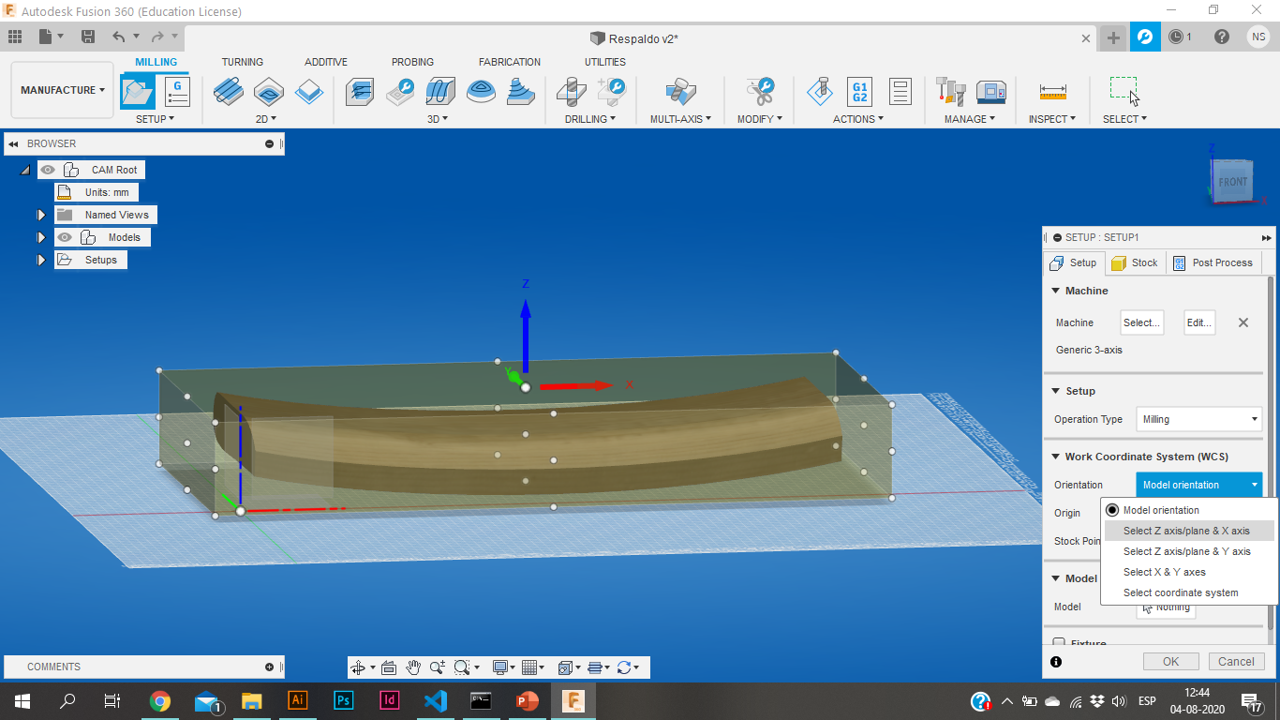 Autodesk Fusion 360 (Education License)
Respaldo v2*
1
NS
MILLING
TURNING
ADDITIVE
PROBING
FABRICATION
UTILITIES
MANUFACTURE
G
G1
G2
SETUP
2D
3D
DRILLING
MULTI-AXIS
MODIFY
ACTIONS
MANAGE
INSPECT
SELECT
BROWSER
CAM Root
Units: mm
Named Views
Models
Setups
Z
FRONT
X
Z
Y
X
SETUP : SETUP1
Setup
Stock
Post Process
Machine
Machine
Select...
Edit...
Generic 3-axis
Setup
Operation Type
Milling
Work Coordinate System (WCS)
Orientation
Model orientation
Origin
Stock Poin
Model orientation
Select Z axis/plane & X axis
Select Z axis/plane & Y axis
Select X & Y axes
Select coordinate system
Model
Model
Nothing
Fixture
OK
Cancel
COMMENTS
1
Ai
Ps
Id
ESP
12:44
04-08-2020
17